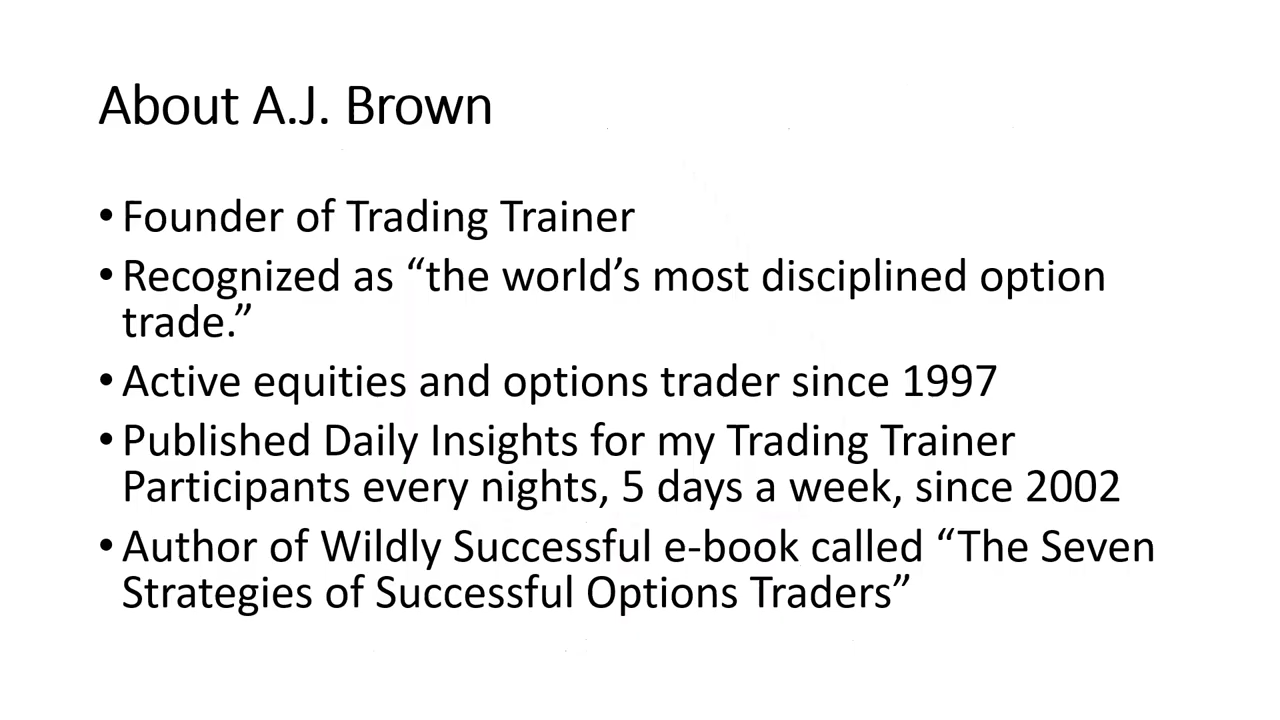 About A.J. Brown
• Founder of Trading Trainer
• Recognized as “the world’s most disciplined option
trade.”
• Active equities and options trader since 1997
• Published Daily Insights for my Trading Trainer
Participants every nights, 5 days a week, since 2002
• Author of Wildly Successful e-book called “The Seven
Strategies of Successful Options Traders”